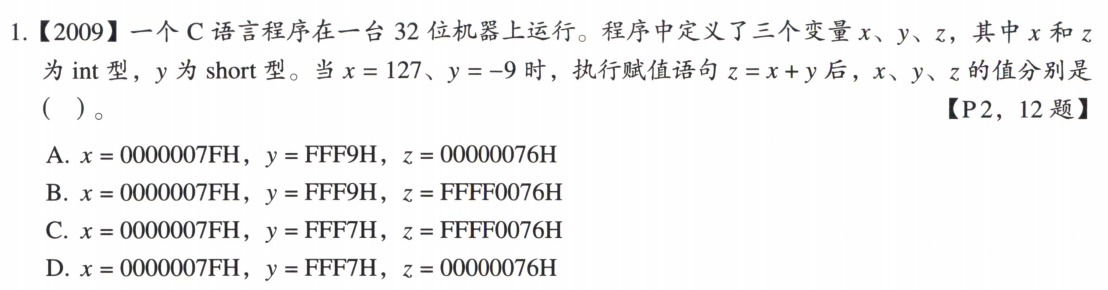 1.【2009】一个 C 语言程序在一台 32 位机器上运行。程序中定义了三个变量 x、y、z，其中 x 和 z
为 int 型，y 为 short 型。当 x = 127、y = –9 时，执行赋值语句 z = x + y 后，x、y、z 的值分别是
(    )。 【P2，12 题】
A. x = 0000007FH，y = FFF9H，z = 00000076H
B. x = 0000007FH，y = FFF9H，z = FFFF0076H
C. x = 0000007FH，y = FFF7H，z = FFFF0076H
D. x = 0000007FH，y = FFF7H，z = 00000076H